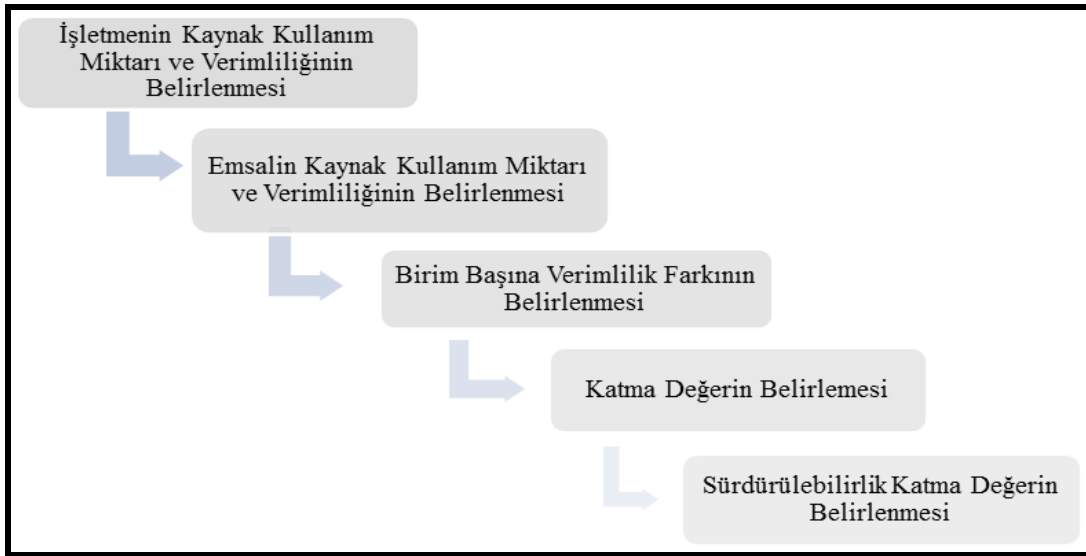 İşletmenin Kaynak Kullanım
Miktarı ve Verimliliğinin
Belirlenmesi
Emsalin Kaynak Kullanım Miktarı
ve Verimliliğinin Belirlenmesi
Birim Başına Verimlilik Farkının
Belirlenmesi
Katma Değerin Belirlemesi
Sürdürülebilirlik Katma Değerin
Belirlenmesi